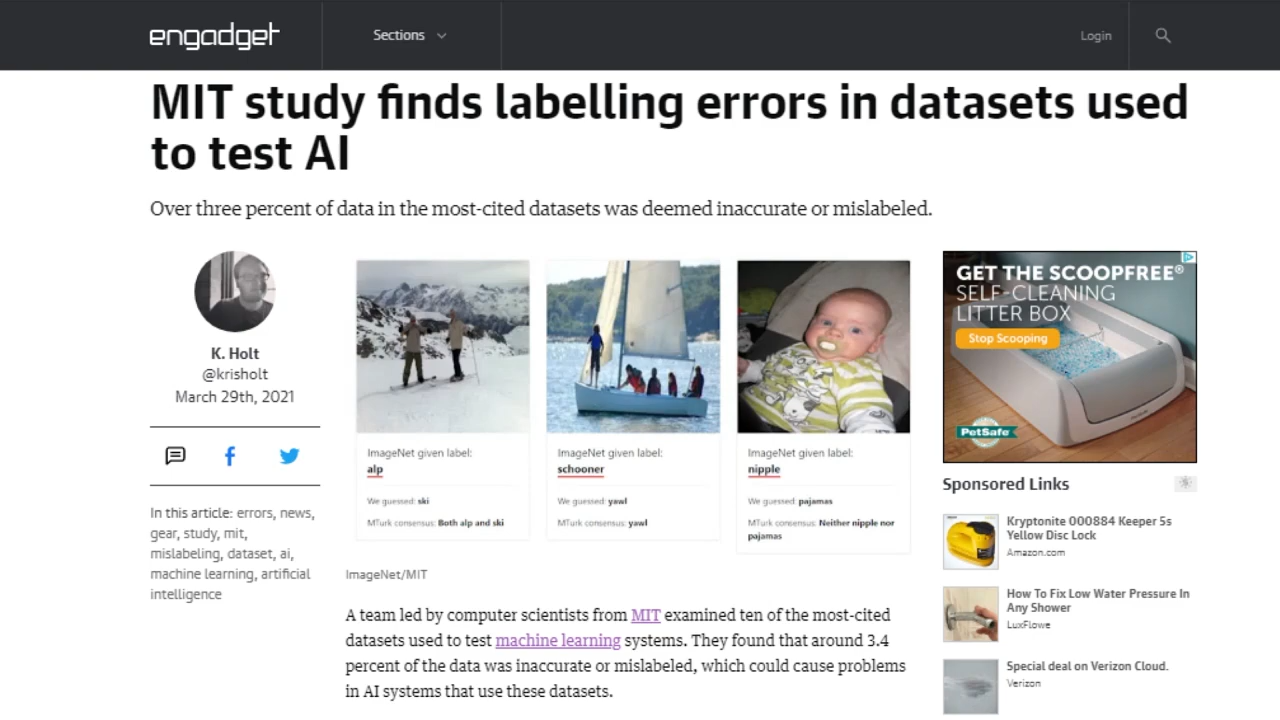 engadget
Sections
Login
MIT study finds labelling errors in datasets used
to test AI
Over three percent of data in the most-cited datasets was deemed inaccurate or mislabeled.
K. Holt
@krisholt
March 29th, 2021
In this article: errors, news,
gear, study, mit,
mislabeling, dataset, ai,
machine learning, artificial
intelligence
ImageNet given label:
alp
We guessed: ski
MTurk consensus: Both alp and ski
ImageNet given label:
schooner
We guessed: yawl
MTurk consensus: yawl
ImageNet given label:
nipple
We guessed: pajamas
MTurk consensus: Neither nipple nor
pajamas
ImageNet/MIT
A team led by computer scientists from MIT examined ten of the most-cited
datasets used to test machine learning systems. They found that around 3.4
percent of the data was inaccurate or mislabeled, which could cause problems
in AI systems that use these datasets.
GET THE SCOOPFREE®
SELF-CLEANING
LITTER BOX
Stop Scooping
PetSafe
Sponsored Links
Kryptonite 000884 Keeper 5s
Yellow Disc Lock
Amazon.com
How To Fix Low Water Pressure In
Any Shower
LuxFlowe
Special deal on Verizon Cloud.
Verizon